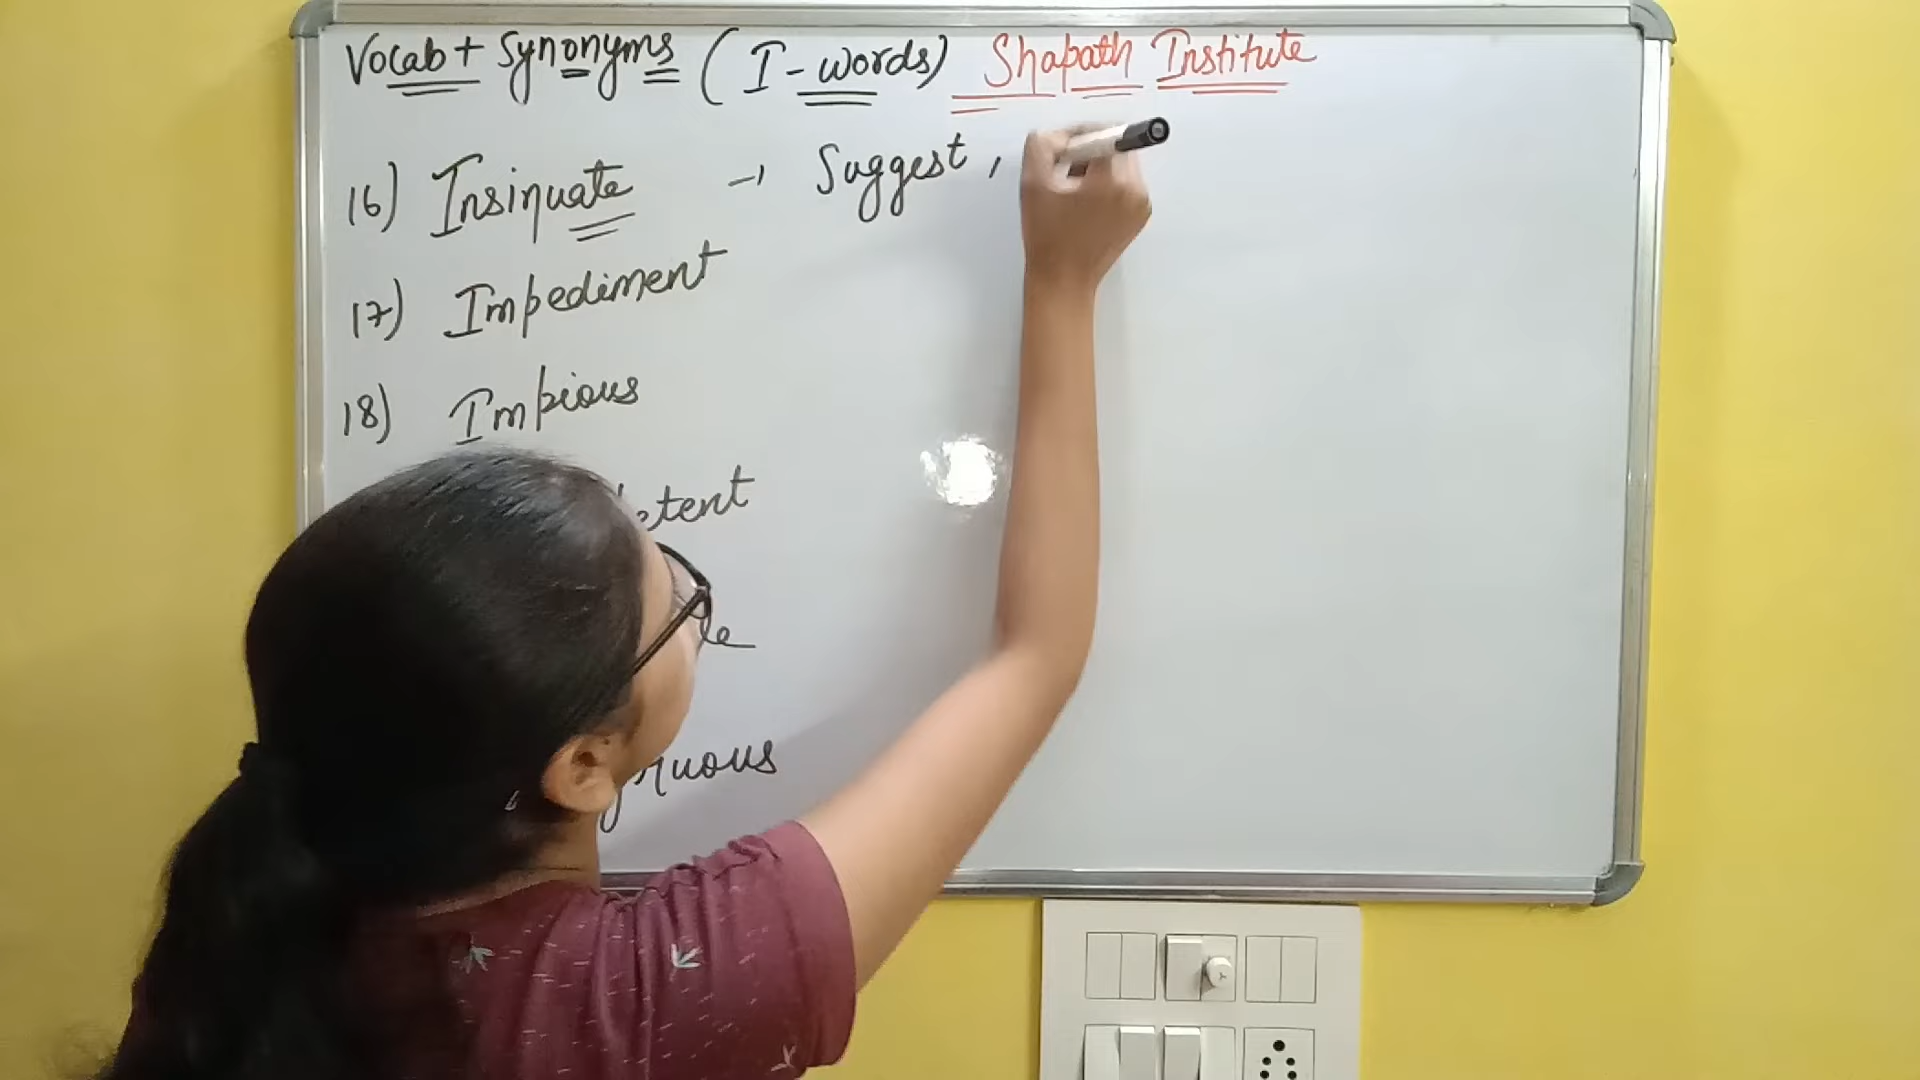 Vocab + Synonyms (I-words) Shapath Institute
16) Insinuate → Suggest,
17) Impediment
18) Impious